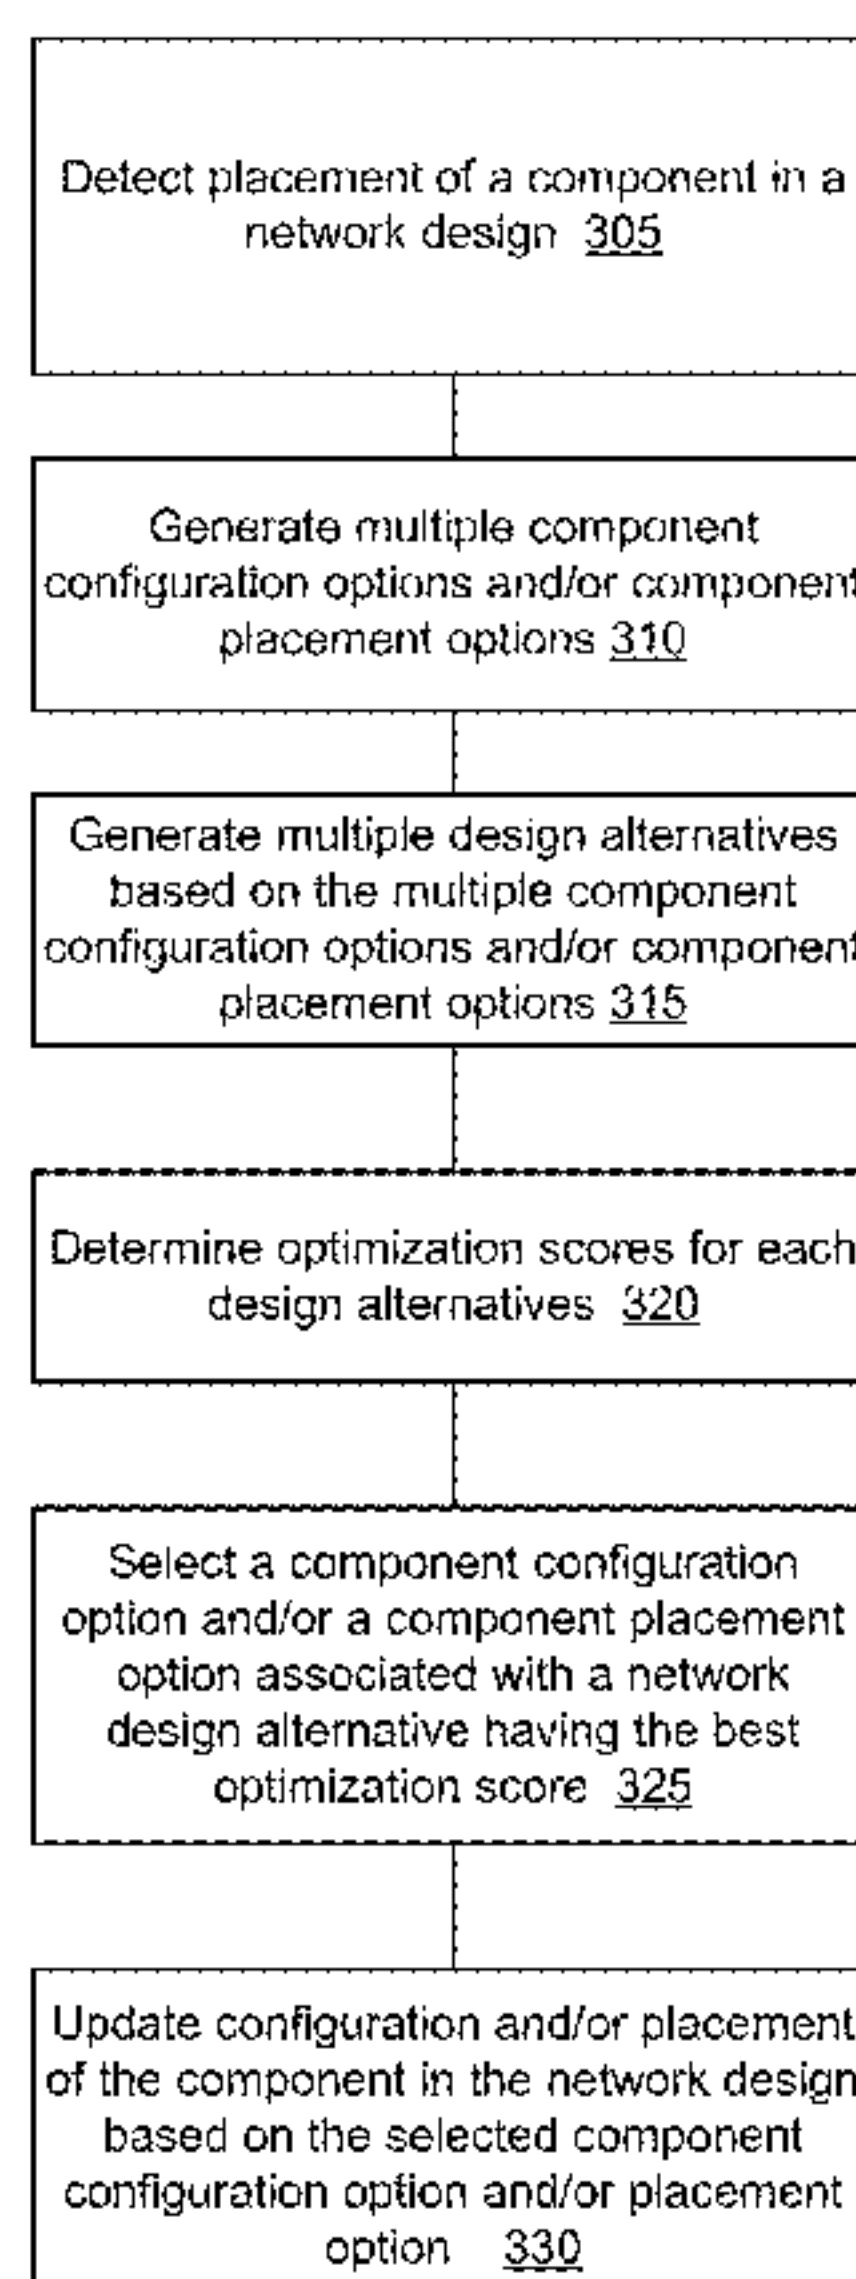 Detect placement of a component in a
network design 305
Generate multiple component
configuration options and/or component
placement options 310
Generate multiple design alternatives
based on the multiple component
configuration options and/or component
placement options 315
Determine optimization scores for each
design alternatives 320
Select a component configuration
option and/or a component placement
option associated with a network
design alternative having the best
optimization score 325
Update configuration and/or placement
of the component in the network design
based on the selected component
configuration option and/or placement
option 330